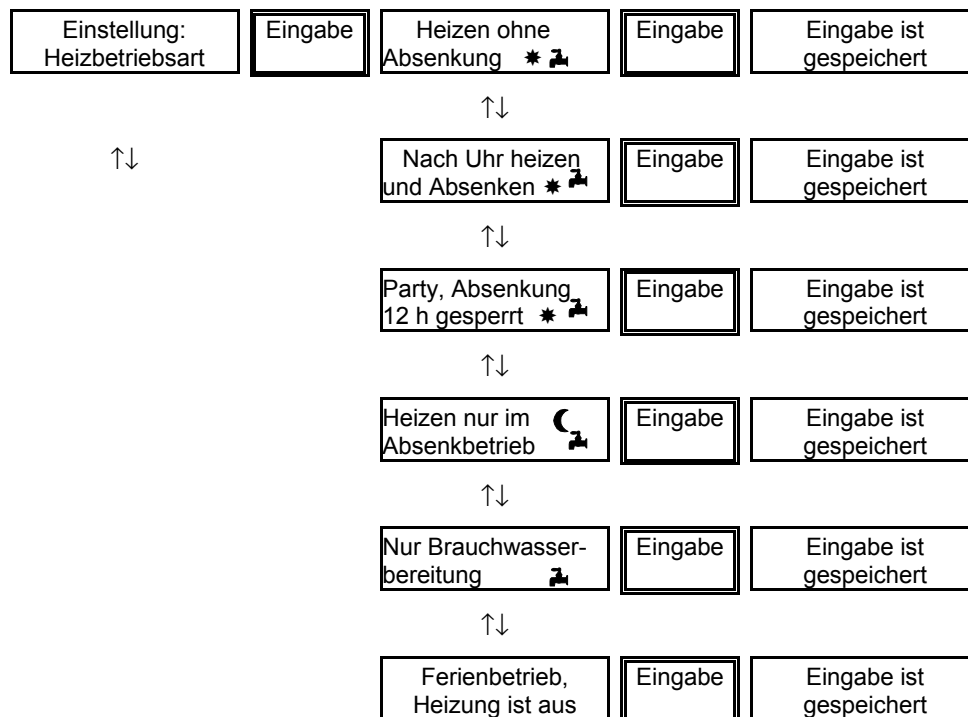 Einstellung:
Heizbetriebsart
Eingabe
Heizen ohne
Absenkung
Eingabe
Eingabe ist
gespeichert
↑↓
↑↓
Nach Uhr heizen
und Absenken
Eingabe
Eingabe ist
gespeichert
↑↓
Party, Absenkung
12 h gesperrt
Eingabe
Eingabe ist
gespeichert
↑↓
Heizen nur im
Absenkbetrieb
Eingabe
Eingabe ist
gespeichert
↑↓
Nur Brauchwasser-
bereitung
Eingabe
Eingabe ist
gespeichert
↑↓
Ferienbetrieb,
Heizung ist aus
Eingabe
Eingabe ist
gespeichert